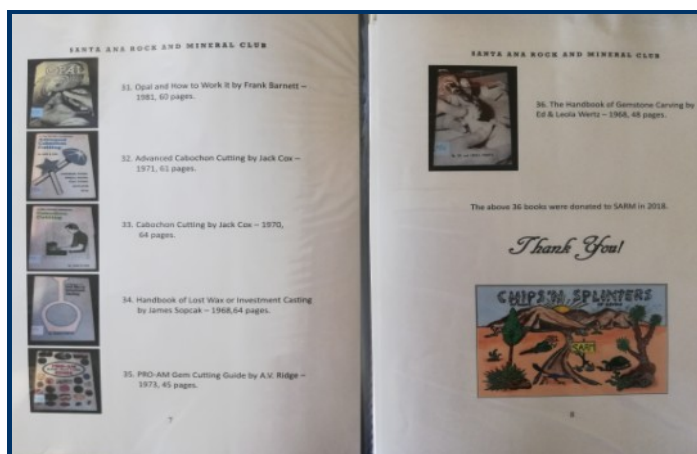 SANTA ANA ROCK AND MINERAL CLUB
OPAL
31. Opal and How to Work it by Frank Barnett –
1981, 60 pages.
32. Advanced Cabochon Cutting by Jack Cox –
1971, 61 pages.
33. Cabochon Cutting by Jack Cox – 1970,
64 pages.
34. Handbook of Lost Wax or Investment Casting
by James Sopcak – 1968,64 pages.
35. PRO-AM Gem Cutting Guide by A.V. Ridge –
1973, 45 pages.
7
SANTA ANA ROCK AND MINERAL CLUB
36. The Handbook of Gemstone Carving by
Ed & Leola Wertz – 1968, 48 pages.
The above 36 books were donated to SARM in 2018.
Thank You!
CHIPS 'N SPLINTERS
SARM
8